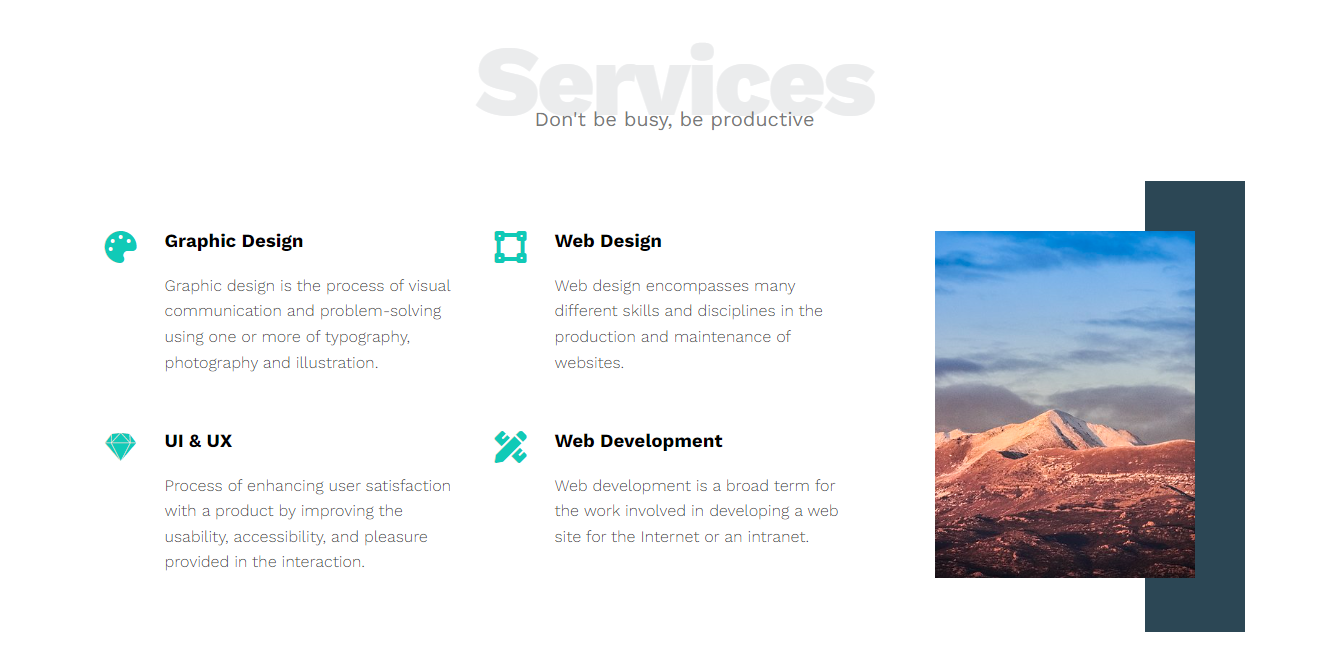 Services
Don't be busy, be productive
Graphic Design
Graphic design is the process of visual
communication and problem-solving
using one or more of typography,
photography and illustration.
Web Design
Web design encompasses many
different skills and disciplines in the
production and maintenance of
websites.
UI & UX
Process of enhancing user satisfaction
with a product by improving the
usability, accessibility, and pleasure
provided in the interaction.
Web Development
Web development is a broad term for
the work involved in developing a web
site for the Internet or an intranet.